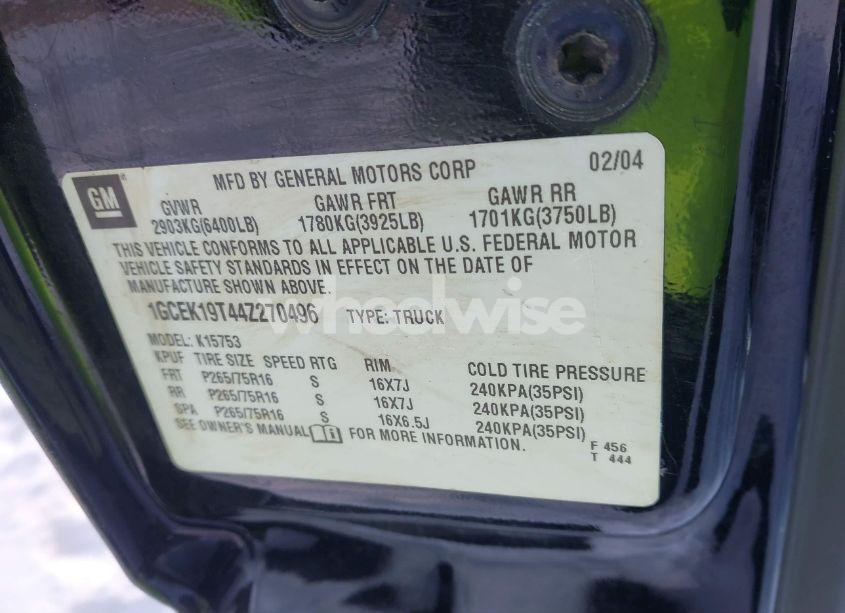 GM
MFD BY GENERAL MOTORS CORP 02/04
GVWR GAWR FRT GAWR RR
2903KG(6400LB) 1780KG(3925LB) 1701KG(3750LB)
THIS VEHICLE CONFORMS TO ALL APPLICABLE U.S. FEDERAL MOTOR
VEHICLE SAFETY STANDARDS IN EFFECT ON THE DATE OF
MANUFACTURE SHOWN ABOVE.
1GCEK19T44Z270496 TYPE: TRUCK
wheelwise
MODEL: K15753
KPUF TIRE SIZE SPEED RTG RIM COLD TIRE PRESSURE
FRT P265/75R16 S 16X7J 240KPA(35PSI)
RR P265/75R16 S 16X7J 240KPA(35PSI)
SPA P265/75R16 S 16X6.5J 240KPA(35PSI)
SEE OWNER'S MANUAL FOR MORE INFORMATION.
F 456
T 444